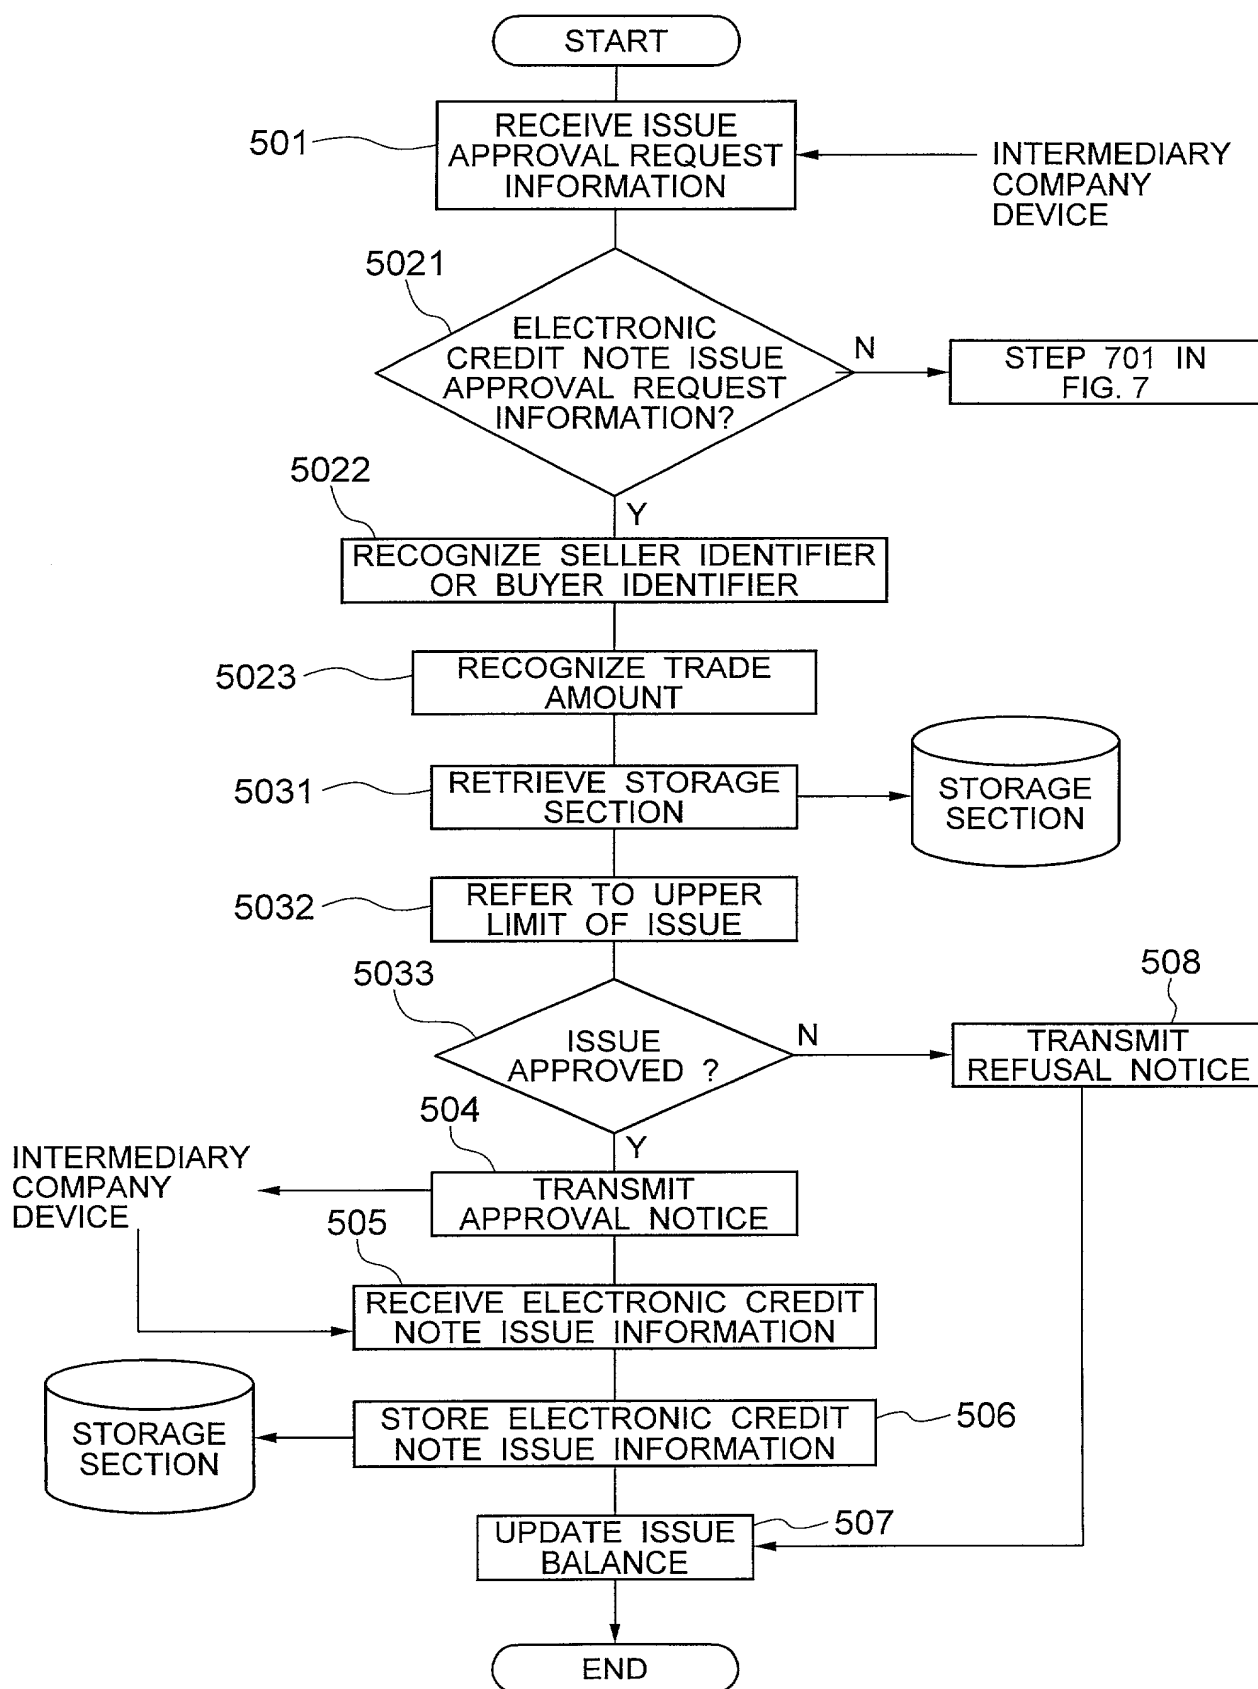 START
501
RECEIVE ISSUE
APPROVAL REQUEST
INFORMATION
INTERMEDIARY
COMPANY
DEVICE
5021
ELECTRONIC
CREDIT NOTE ISSUE
APPROVAL REQUEST
INFORMATION?
N
STEP 701 IN
FIG. 7
Y
5022
RECOGNIZE SELLER IDENTIFIER
OR BUYER IDENTIFIER
5023
RECOGNIZE TRADE
AMOUNT
5031
RETRIEVE STORAGE
SECTION
STORAGE
SECTION
5032
REFER TO UPPER
LIMIT OF ISSUE
5033
ISSUE
APPROVED ?
N
508
TRANSMIT
REFUSAL NOTICE
Y
504
TRANSMIT
APPROVAL NOTICE
INTERMEDIARY
COMPANY
DEVICE
505
RECEIVE ELECTRONIC CREDIT
NOTE ISSUE INFORMATION
STORAGE
SECTION
STORE ELECTRONIC CREDIT
NOTE ISSUE INFORMATION
506
UPDATE ISSUE
BALANCE
507
END